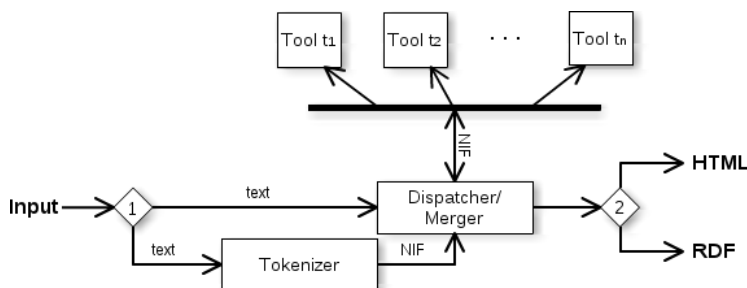 Tool t1 Tool t2 . . . Tool tn
NIF
HTML
text
Input 1 Dispatcher/
Merger 2
text Tokenizer NIF RDF